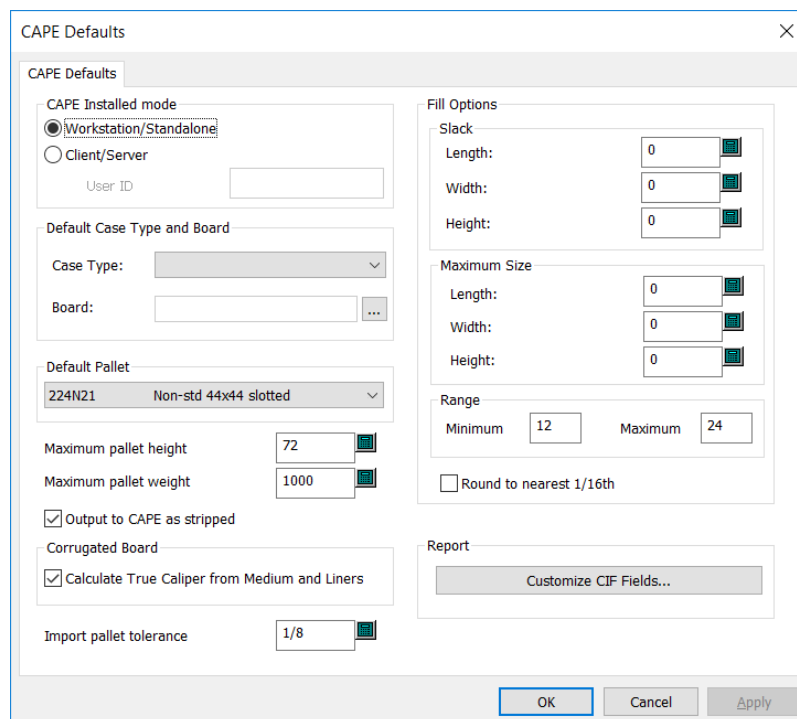 CAPE Defaults
CAPE Defaults
CAPE Installed mode
Workstation/Standalone
Client/Server
User ID
Default Case Type and Board
Case Type:
Board:
...
Default Pallet
224N21 Non-std 44x44 slotted
Maximum pallet height 72
Maximum pallet weight 1000
Output to CAPE as stripped
Corrugated Board
Calculate True Caliper from Medium and Liners
Import pallet tolerance 1/8
Fill Options
Slack
Length: 0
Width: 0
Height: 0
Maximum Size
Length: 0
Width: 0
Height: 0
Range
Minimum 12 Maximum 24
Round to nearest 1/16th
Report
Customize CIF Fields...
OK Cancel Apply